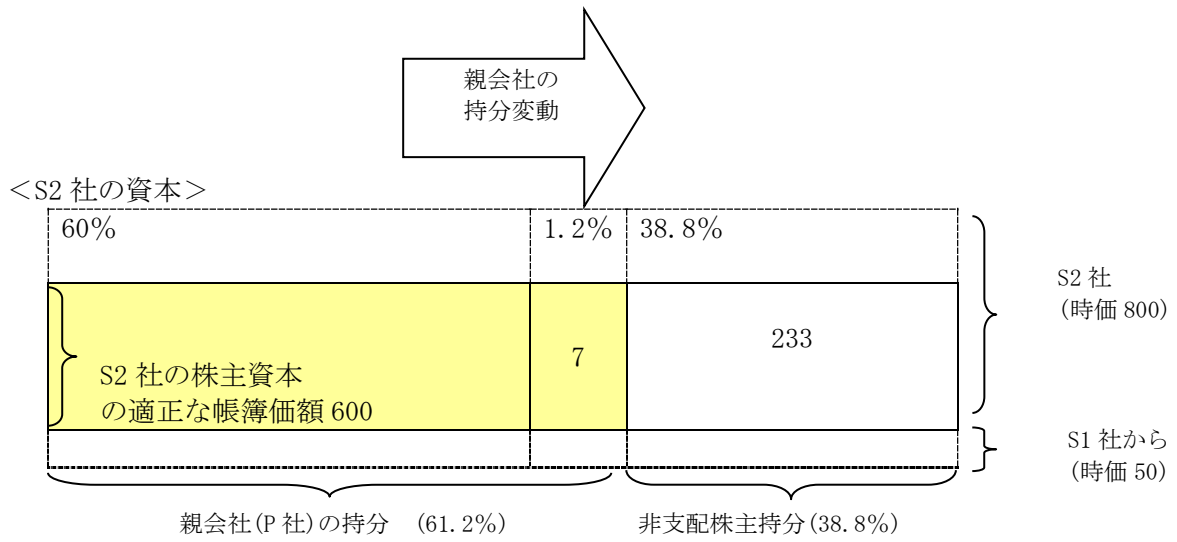 親会社の
持分変動
＜S2 社の資本＞
60%
1.2%
38.8%
S2 社
(時価 800)
S2 社の株主資本
の適正な帳簿価額 600
7
233
S1 社から
(時価 50)
親会社(P 社)の持分 (61.2%)
非支配株主持分(38.8%)